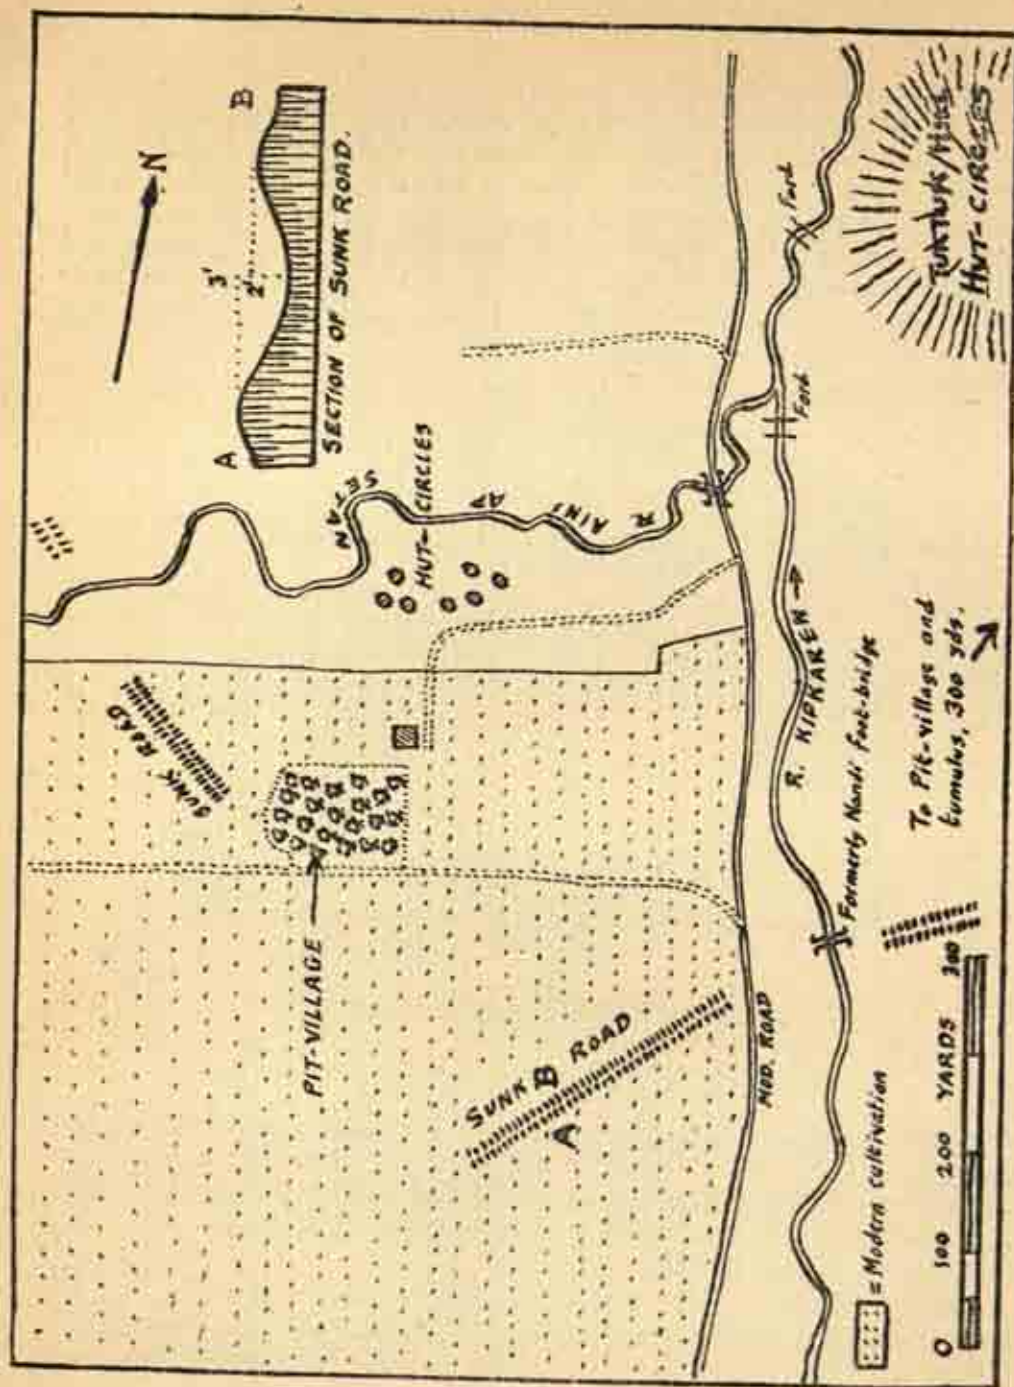 N
A
B
3'
2'
SECTION OF SUNK ROAD.
SETAN
AP
AINI
R
HUT-CIRCLES
SUNK ROAD
PIT-VILLAGE
SUNK ROAD
B
A
MOD. ROAD
R. KIPKAREN →
Ford
Ford
HUT-CIRCLES
Formerly Nandi Foot-bridge
To Pit-village and
tumulus, 300 yds.
= Modern cultivation
0 100 200 YARDS 300